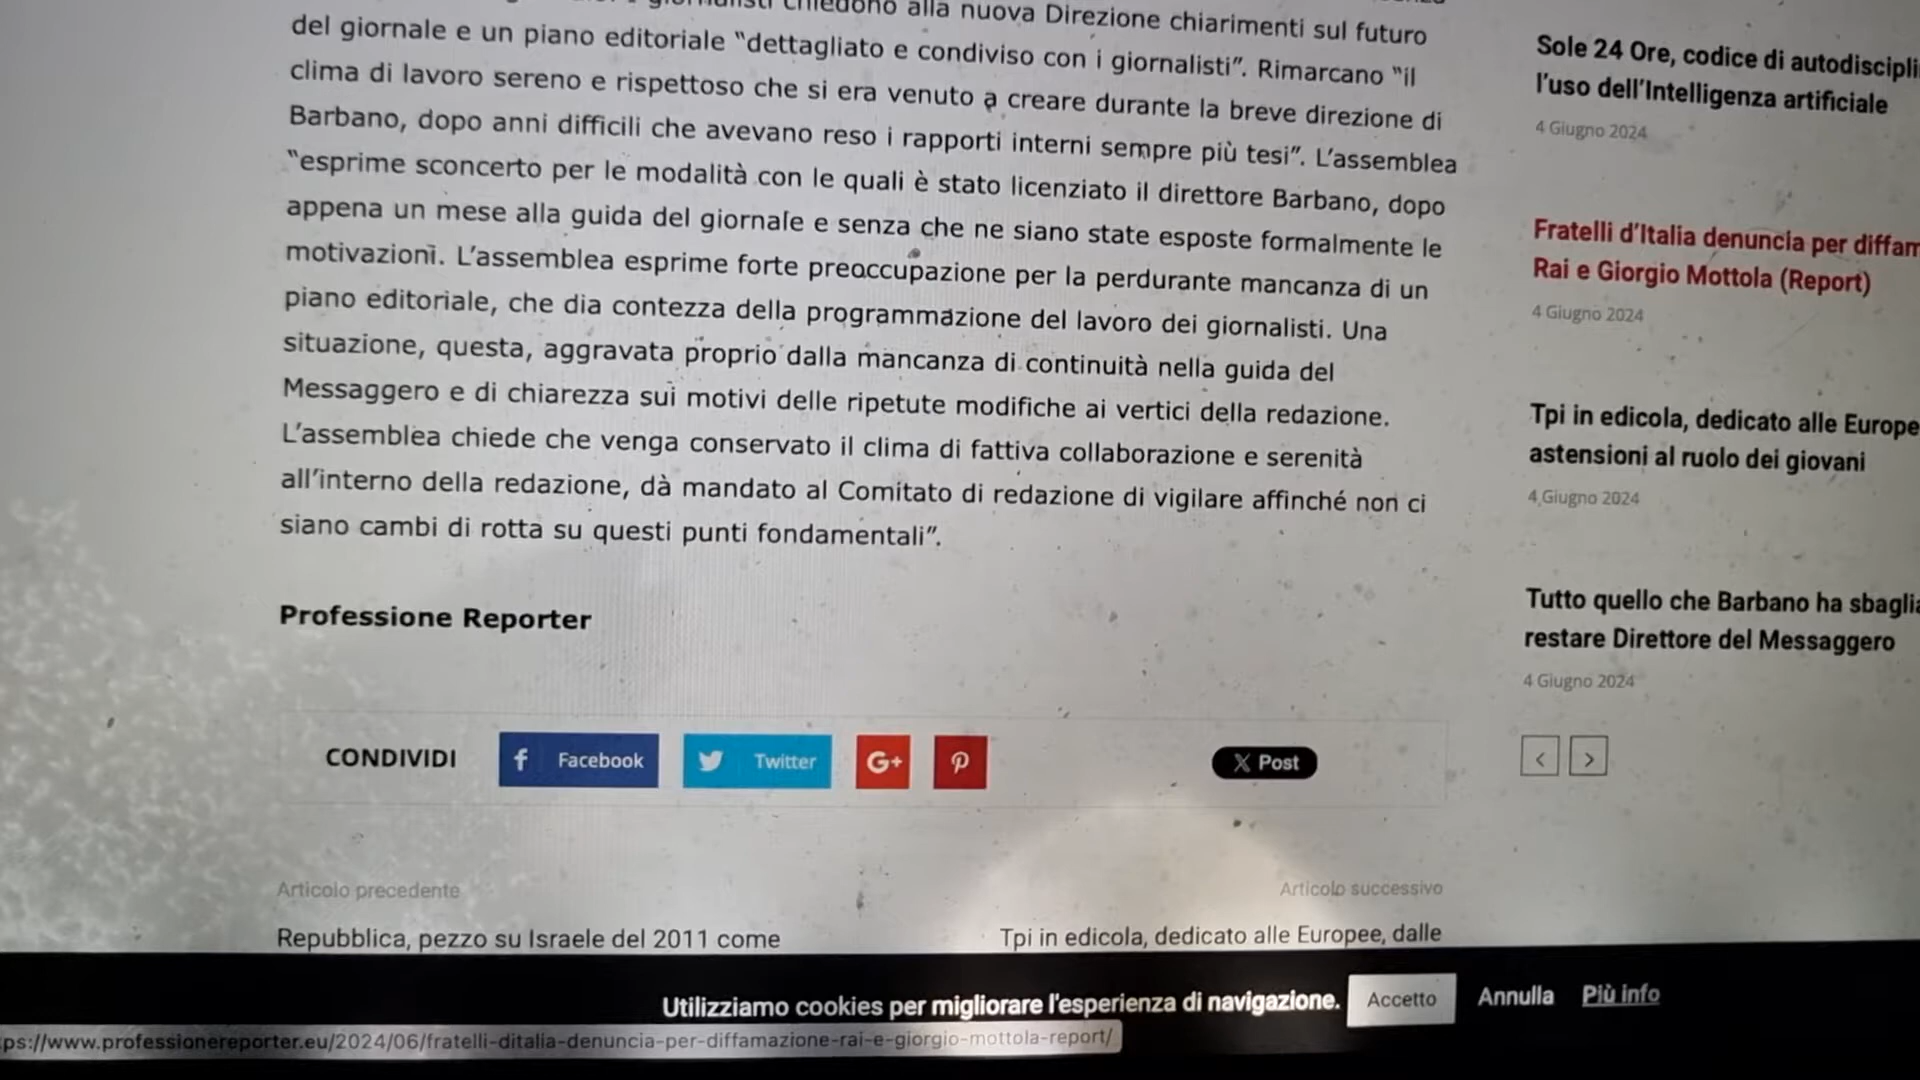 giornalisti chiedono alla nuova Direzione chiarimenti sul futuro
del giornale e un piano editoriale “dettagliato e condiviso con i giornalisti”. Rimarcano “il
clima di lavoro sereno e rispettoso che si era venuto a creare durante la breve direzione di
Barbano, dopo anni difficili che avevano reso i rapporti interni sempre più tesi”. L’assemblea
“esprime sconcerto per le modalità con le quali è stato licenziato il direttore Barbano, dopo
appena un mese alla guida del giornale e senza che ne siano state esposte formalmente le
motivazioni. L’assemblea esprime forte preoccupazione per la perdurante mancanza di un
piano editoriale, che dia contezza della programmazione del lavoro dei giornalisti. Una
situazione, questa, aggravata proprio dalla mancanza di continuità nella guida del
Messaggero e di chiarezza sui motivi delle ripetute modifiche ai vertici della redazione.
L’assemblea chiede che venga conservato il clima di fattiva collaborazione e serenità
all’interno della redazione, dà mandato al Comitato di redazione di vigilare affinché non ci
siano cambi di rotta su questi punti fondamentali”.
Professione Reporter
CONDIVIDI
Facebook
Twitter
G+
X Post
Articolo precedente
Repubblica, pezzo su Israele del 2011 come
Articolo successivo
Tpi in edicola, dedicato alle Europee, dalle
Sole 24 Ore, codice di autodiscipli
l’uso dell’Intelligenza artificiale
4 Giugno 2024
Fratelli d’Italia denuncia per diffam
Rai e Giorgio Mottola (Report)
4 Giugno 2024
Tpi in edicola, dedicato alle Europe
astensioni al ruolo dei giovani
4 Giugno 2024
Tutto quello che Barbano ha sbaglia
restare Direttore del Messaggero
4 Giugno 2024
Utilizziamo cookies per migliorare l'esperienza di navigazione.
Accetto
Annulla
Più info
ps://www.professionereporter.eu/2024/06/fratelli-ditalia-denuncia-per-diffamazione-rai-e-giorgio-mottola-report/